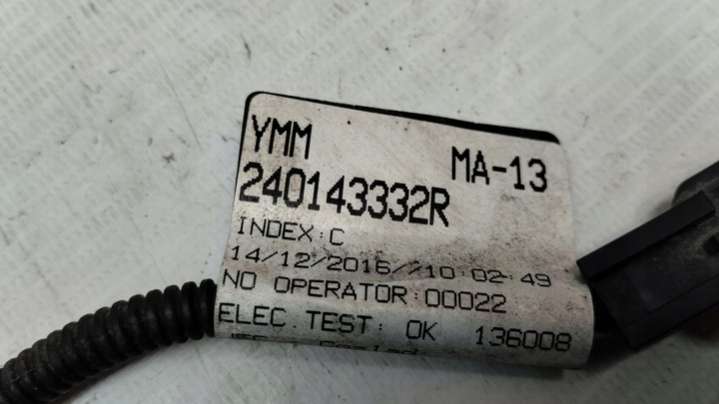 YMM MA-13
240143332R
INDEX:C
14/12/2016//10:02:49
NO OPERATOR:00022
ELEC.TEST: OK 136008